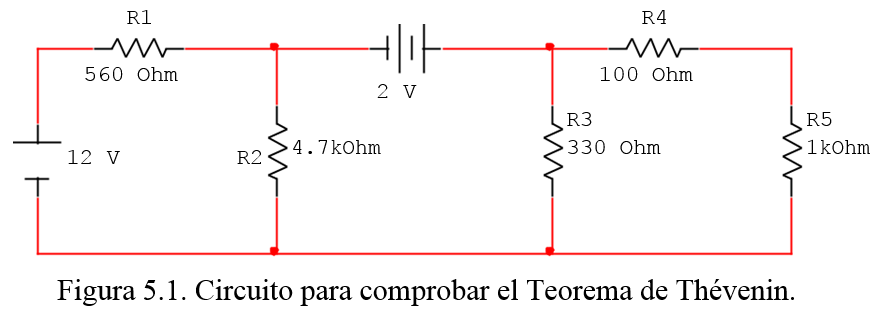 R1
560 Ohm
2 V
R4
100 Ohm
12 V
R2
4.7kOhm
R3
330 Ohm
R5
1kOhm
Figura 5.1. Circuito para comprobar el Teorema de Thévenin.